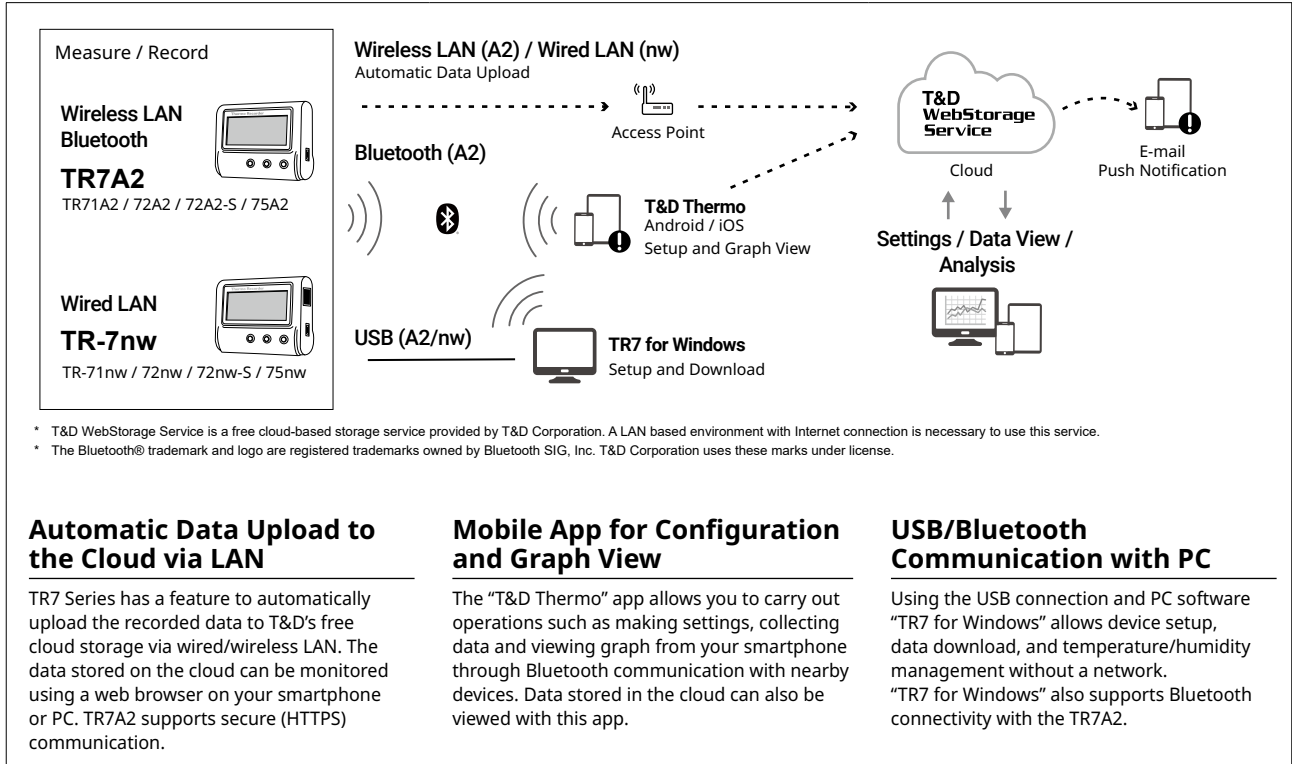 Measure / Record
Wireless LAN
Bluetooth
TR7A2
TR71A2 / 72A2 / 72A2-S / 75A2
Wired LAN
TR-7nw
TR-71nw / 72nw / 72nw-S / 75nw
Wireless LAN (A2) / Wired LAN (nw)
Automatic Data Upload
Access Point
Bluetooth (A2)
T&D Thermo
Android / iOS
Setup and Graph View
USB (A2/nw)
TR7 for Windows
Setup and Download
T&D
WebStorage
Service
Cloud
E-mail
Push Notification
Settings / Data View /
Analysis
* T&D WebStorage Service is a free cloud-based storage service provided by T&D Corporation. A LAN based environment with Internet connection is necessary to use this service.
* The Bluetooth® trademark and logo are registered trademarks owned by Bluetooth SIG, Inc. T&D Corporation uses these marks under license.
Automatic Data Upload to
the Cloud via LAN
TR7 Series has a feature to automatically
upload the recorded data to T&D's free
cloud storage via wired/wireless LAN. The
data stored on the cloud can be monitored
using a web browser on your smartphone
or PC. TR7A2 supports secure (HTTPS)
communication.
Mobile App for Configuration
and Graph View
The “T&D Thermo” app allows you to carry out
operations such as making settings, collecting
data and viewing graph from your smartphone
through Bluetooth communication with nearby
devices. Data stored in the cloud can also be
viewed with this app.
USB/Bluetooth
Communication with PC
Using the USB connection and PC software
“TR7 for Windows” allows device setup,
data download, and temperature/humidity
management without a network.
“TR7 for Windows” also supports Bluetooth
connectivity with the TR7A2.